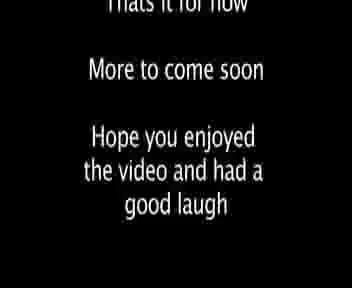 Thats it for now
More to come soon
Hope you enjoyed
the video and had a
good laugh